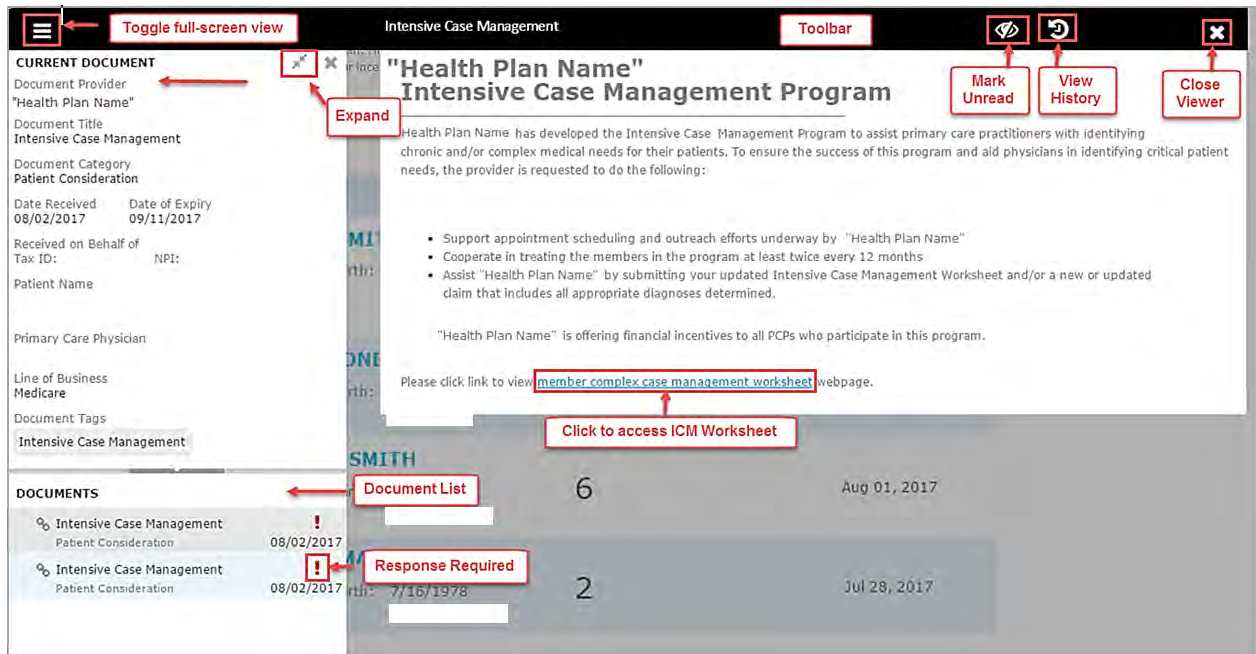 Toggle full-screen view
Intensive Case Management
Toolbar
Mark
Unread
View
History
Close
Viewer
CURRENT DOCUMENT
Expand
Document Provider
"Health Plan Name"
Document Title
Intensive Case Management
Document Category
Patient Consideration
Date Received Date of Expiry
08/02/2017 09/11/2017
Received on Behalf of
Tax ID: NPI:
Patient Name
Primary Care Physician
Line of Business
Medicare
Document Tags
Intensive Case Management
"Health Plan Name"
Intensive Case Management Program
Health Plan Name has developed the Intensive Case Management Program to assist primary care practitioners with identifying
chronic and/or complex medical needs for their patients. To ensure the success of this program and aid physicians in identifying critical patient
needs, the provider is requested to do the following:
• Support appointment scheduling and outreach efforts underway by "Health Plan Name"
• Cooperate in treating the members in the program at least twice every 12 months
• Assist "Health Plan Name" by submitting your updated Intensive Case Management Worksheet and/or a new or updated
claim that includes all appropriate diagnoses determined.
"Health Plan Name" is offering financial incentives to all PCPs who participate in this program.
Please click link to view member complex case management worksheet webpage.
Click to access ICM Worksheet
DOCUMENTS
Document List
Intensive Case Management !
Patient Consideration 08/02/2017
Intensive Case Management !
Patient Consideration 08/02/2017
Response Required
SMITH
6 Aug 01, 2017
rth: 7/16/1978 2 Jul 28, 2017